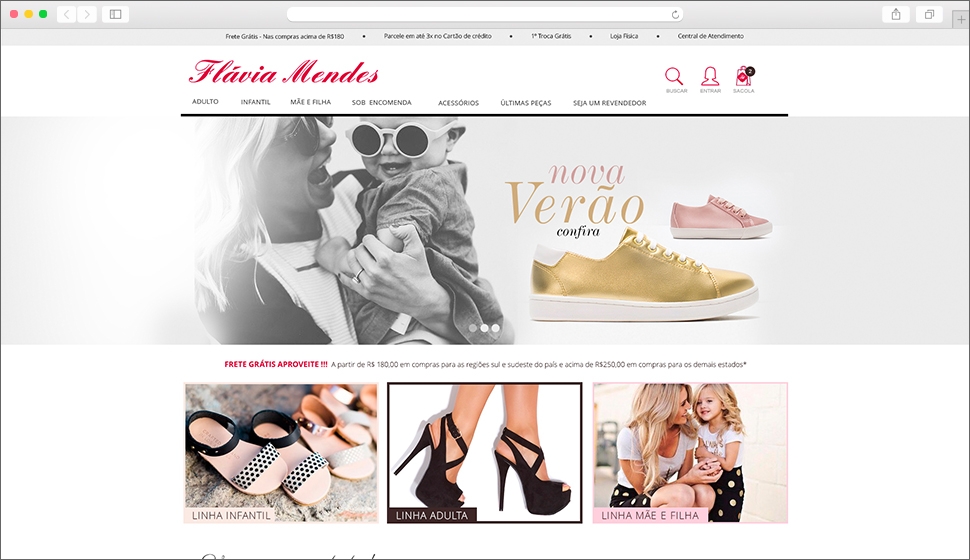 Frete Grátis - Nas compras acima de R$180 • Parcele em até 3x no Cartão de crédito • 1ª Troca Grátis • Loja Física • Central de Atendimento
Flávia Mendes
2
BUSCAR ENTRAR SACOLA
ADULTO INFANTIL MÃE E FILHA SOB ENCOMENDA ACESSÓRIOS ÚLTIMAS PEÇAS SEJA UM REVENDEDOR
nova
Verão
confira
FRETE GRÁTIS APROVEITE !!! A partir de R$ 180,00 em compras para as regiões sul e sudeste do país e acima de R$250,00 em compras para os demais estados*
LINHA INFANTIL LINHA ADULTA LINHA MÃE E FILHA